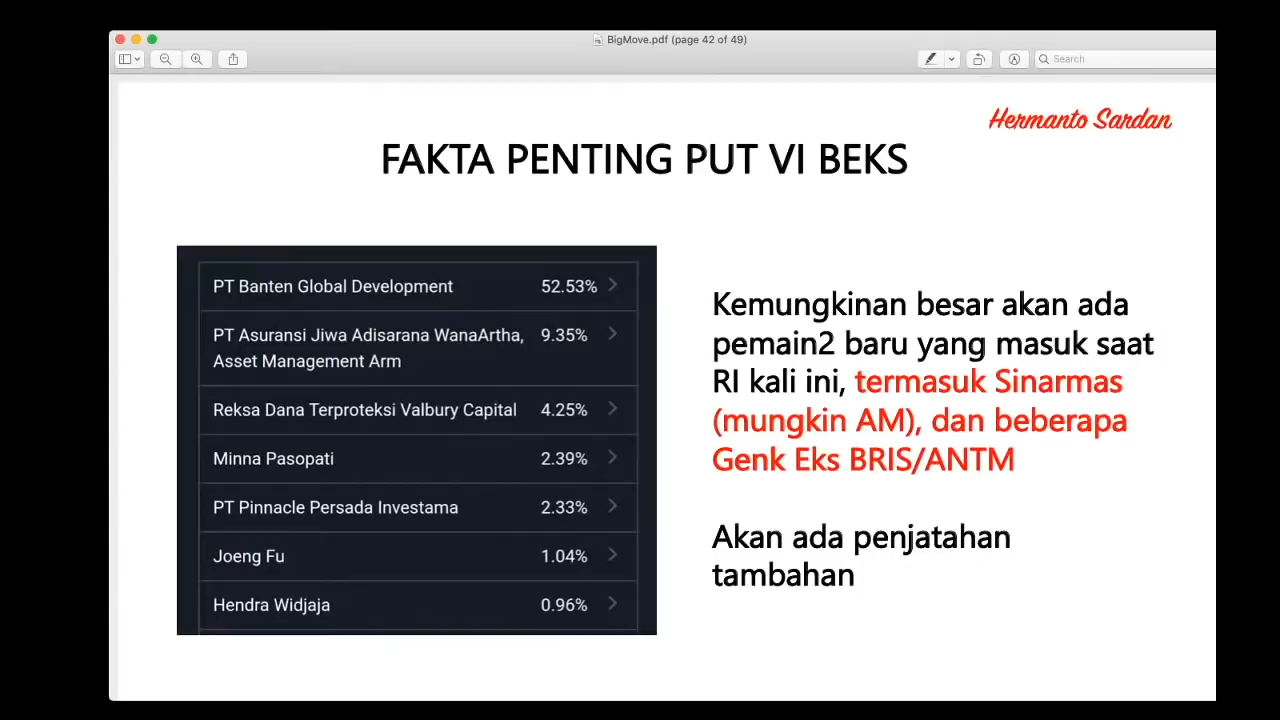 BigMove.pdf (page 42 of 49)
Search
Hermanto Sardan
FAKTA PENTING PUT VI BEKS
PT Banten Global Development 52.53%
PT Asuransi Jiwa Adisarana WanaArtha, 9.35%
Asset Management Arm
Reksa Dana Terproteksi Valbury Capital 4.25%
Minna Pasopati 2.39%
PT Pinnacle Persada Investama 2.33%
Joeng Fu 1.04%
Hendra Widjaja 0.96%
Kemungkinan besar akan ada
pemain2 baru yang masuk saat
RI kali ini, termasuk Sinarmas
(mungkin AM), dan beberapa
Genk Eks BRIS/ANTM
Akan ada penjatahan
tambahan